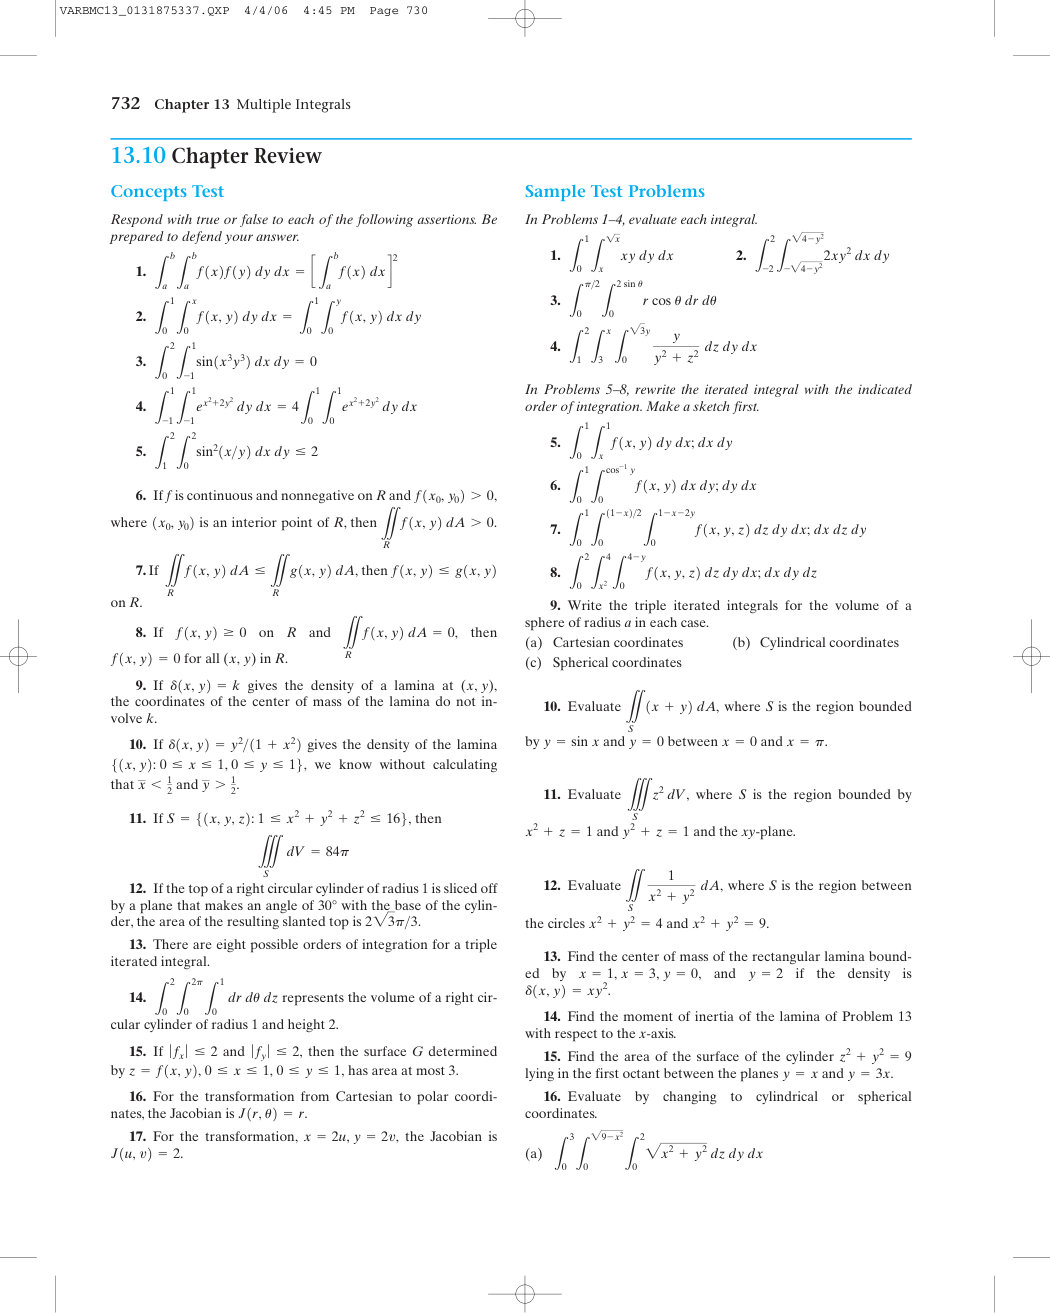 VARBMC13_0131875337.QXP 4/4/06 4:45 PM Page 730
732 Chapter 13 Multiple Integrals
13.10 Chapter Review
Concepts Test
Respond with true or false to each of the following assertions. Be
prepared to defend your answer.
1. ∫_a^b ∫_a^b f(x)f(y) dy dx = [∫_a^b f(x) dx]^2
2. ∫_0^1 ∫_0^x f(x, y) dy dx = ∫_0^1 ∫_0^y f(x, y) dx dy
3. ∫_0^2 ∫_{-1}^1 sin(x^3y^3) dx dy = 0
4. ∫_{-1}^1 ∫_{-1}^1 e^{x^2+2y^2} dy dx = 4 ∫_0^1 ∫_0^1 e^{x^2+2y^2} dy dx
5. ∫_1^2 ∫_0^2 sin^2(x/y) dx dy ≤ 2
6. If f is continuous and nonnegative on R and f(x_0, y_0) > 0,
where (x_0, y_0) is an interior point of R, then ∬_R f(x, y) dA > 0.
7. If ∬_R f(x, y) dA ≤ ∬_R g(x, y) dA, then f(x, y) ≤ g(x, y)
on R.
8. If f(x, y) ≥ 0 on R and ∬_R f(x, y) dA = 0, then
f(x, y) = 0 for all (x, y) in R.
9. If δ(x, y) = k gives the density of a lamina at (x, y),
the coordinates of the center of mass of the lamina do not in-
volve k.
10. If δ(x, y) = y^2/(1 + x^2) gives the density of the lamina
{(x, y): 0 ≤ x ≤ 1, 0 ≤ y ≤ 1}, we know without calculating
that x̄ < 1/2 and ȳ > 1/2.
11. If S = {(x, y, z): 1 ≤ x^2 + y^2 + z^2 ≤ 16}, then
∭_S dV = 84π
12. If the top of a right circular cylinder of radius 1 is sliced off
by a plane that makes an angle of 30° with the base of the cylin-
der, the area of the resulting slanted top is 2√3π/3.
13. There are eight possible orders of integration for a triple
iterated integral.
14. ∫_0^2 ∫_0^{2π} ∫_0^1 dr dθ dz represents the volume of a right cir-
cular cylinder of radius 1 and height 2.
15. If |f_x| ≤ 2 and |f_y| ≤ 2, then the surface G determined
by z = f(x, y), 0 ≤ x ≤ 1, 0 ≤ y ≤ 1, has area at most 3.
16. For the transformation from Cartesian to polar coordi-
nates, the Jacobian is J(r, θ) = r.
17. For the transformation, x = 2u, y = 2v, the Jacobian is
J(u, v) = 2.
Sample Test Problems
In Problems 1–4, evaluate each integral.
1. ∫_0^1 ∫_x^{√x} xy dy dx 2. ∫_{-2}^2 ∫_{-√(4-y^2)}^{√(4-y^2)} 2xy^2 dx dy
3. ∫_0^{π/2} ∫_0^{2 sin θ} r cos θ dr dθ
4. ∫_1^2 ∫_3^x ∫_0^{√3y} y/(y^2 + z^2) dz dy dx
In Problems 5–8, rewrite the iterated integral with the indicated
order of integration. Make a sketch first.
5. ∫_0^1 ∫_x^1 f(x, y) dy dx; dx dy
6. ∫_0^1 ∫_0^{cos^{-1} y} f(x, y) dx dy; dy dx
7. ∫_0^1 ∫_0^{(1-x)/2} ∫_0^{1-x-2y} f(x, y, z) dz dy dx; dx dz dy
8. ∫_0^2 ∫_{x^2}^4 ∫_0^{4-y} f(x, y, z) dz dy dx; dx dy dz
9. Write the triple iterated integrals for the volume of a
sphere of radius a in each case.
(a) Cartesian coordinates (b) Cylindrical coordinates
(c) Spherical coordinates
10. Evaluate ∬_S (x + y) dA, where S is the region bounded
by y = sin x and y = 0 between x = 0 and x = π.
11. Evaluate ∭_S z^2 dV, where S is the region bounded by
x^2 + z = 1 and y^2 + z = 1 and the xy-plane.
12. Evaluate ∬_S 1/(x^2 + y^2) dA, where S is the region between
the circles x^2 + y^2 = 4 and x^2 + y^2 = 9.
13. Find the center of mass of the rectangular lamina bound-
ed by x = 1, x = 3, y = 0, and y = 2 if the density is
δ(x, y) = xy^2.
14. Find the moment of inertia of the lamina of Problem 13
with respect to the x-axis.
15. Find the area of the surface of the cylinder z^2 + y^2 = 9
lying in the first octant between the planes y = x and y = 3x.
16. Evaluate by changing to cylindrical or spherical
coordinates.
(a) ∫_0^3 ∫_0^{√(9-x^2)} ∫_0^2 √(x^2 + y^2) dz dy dx